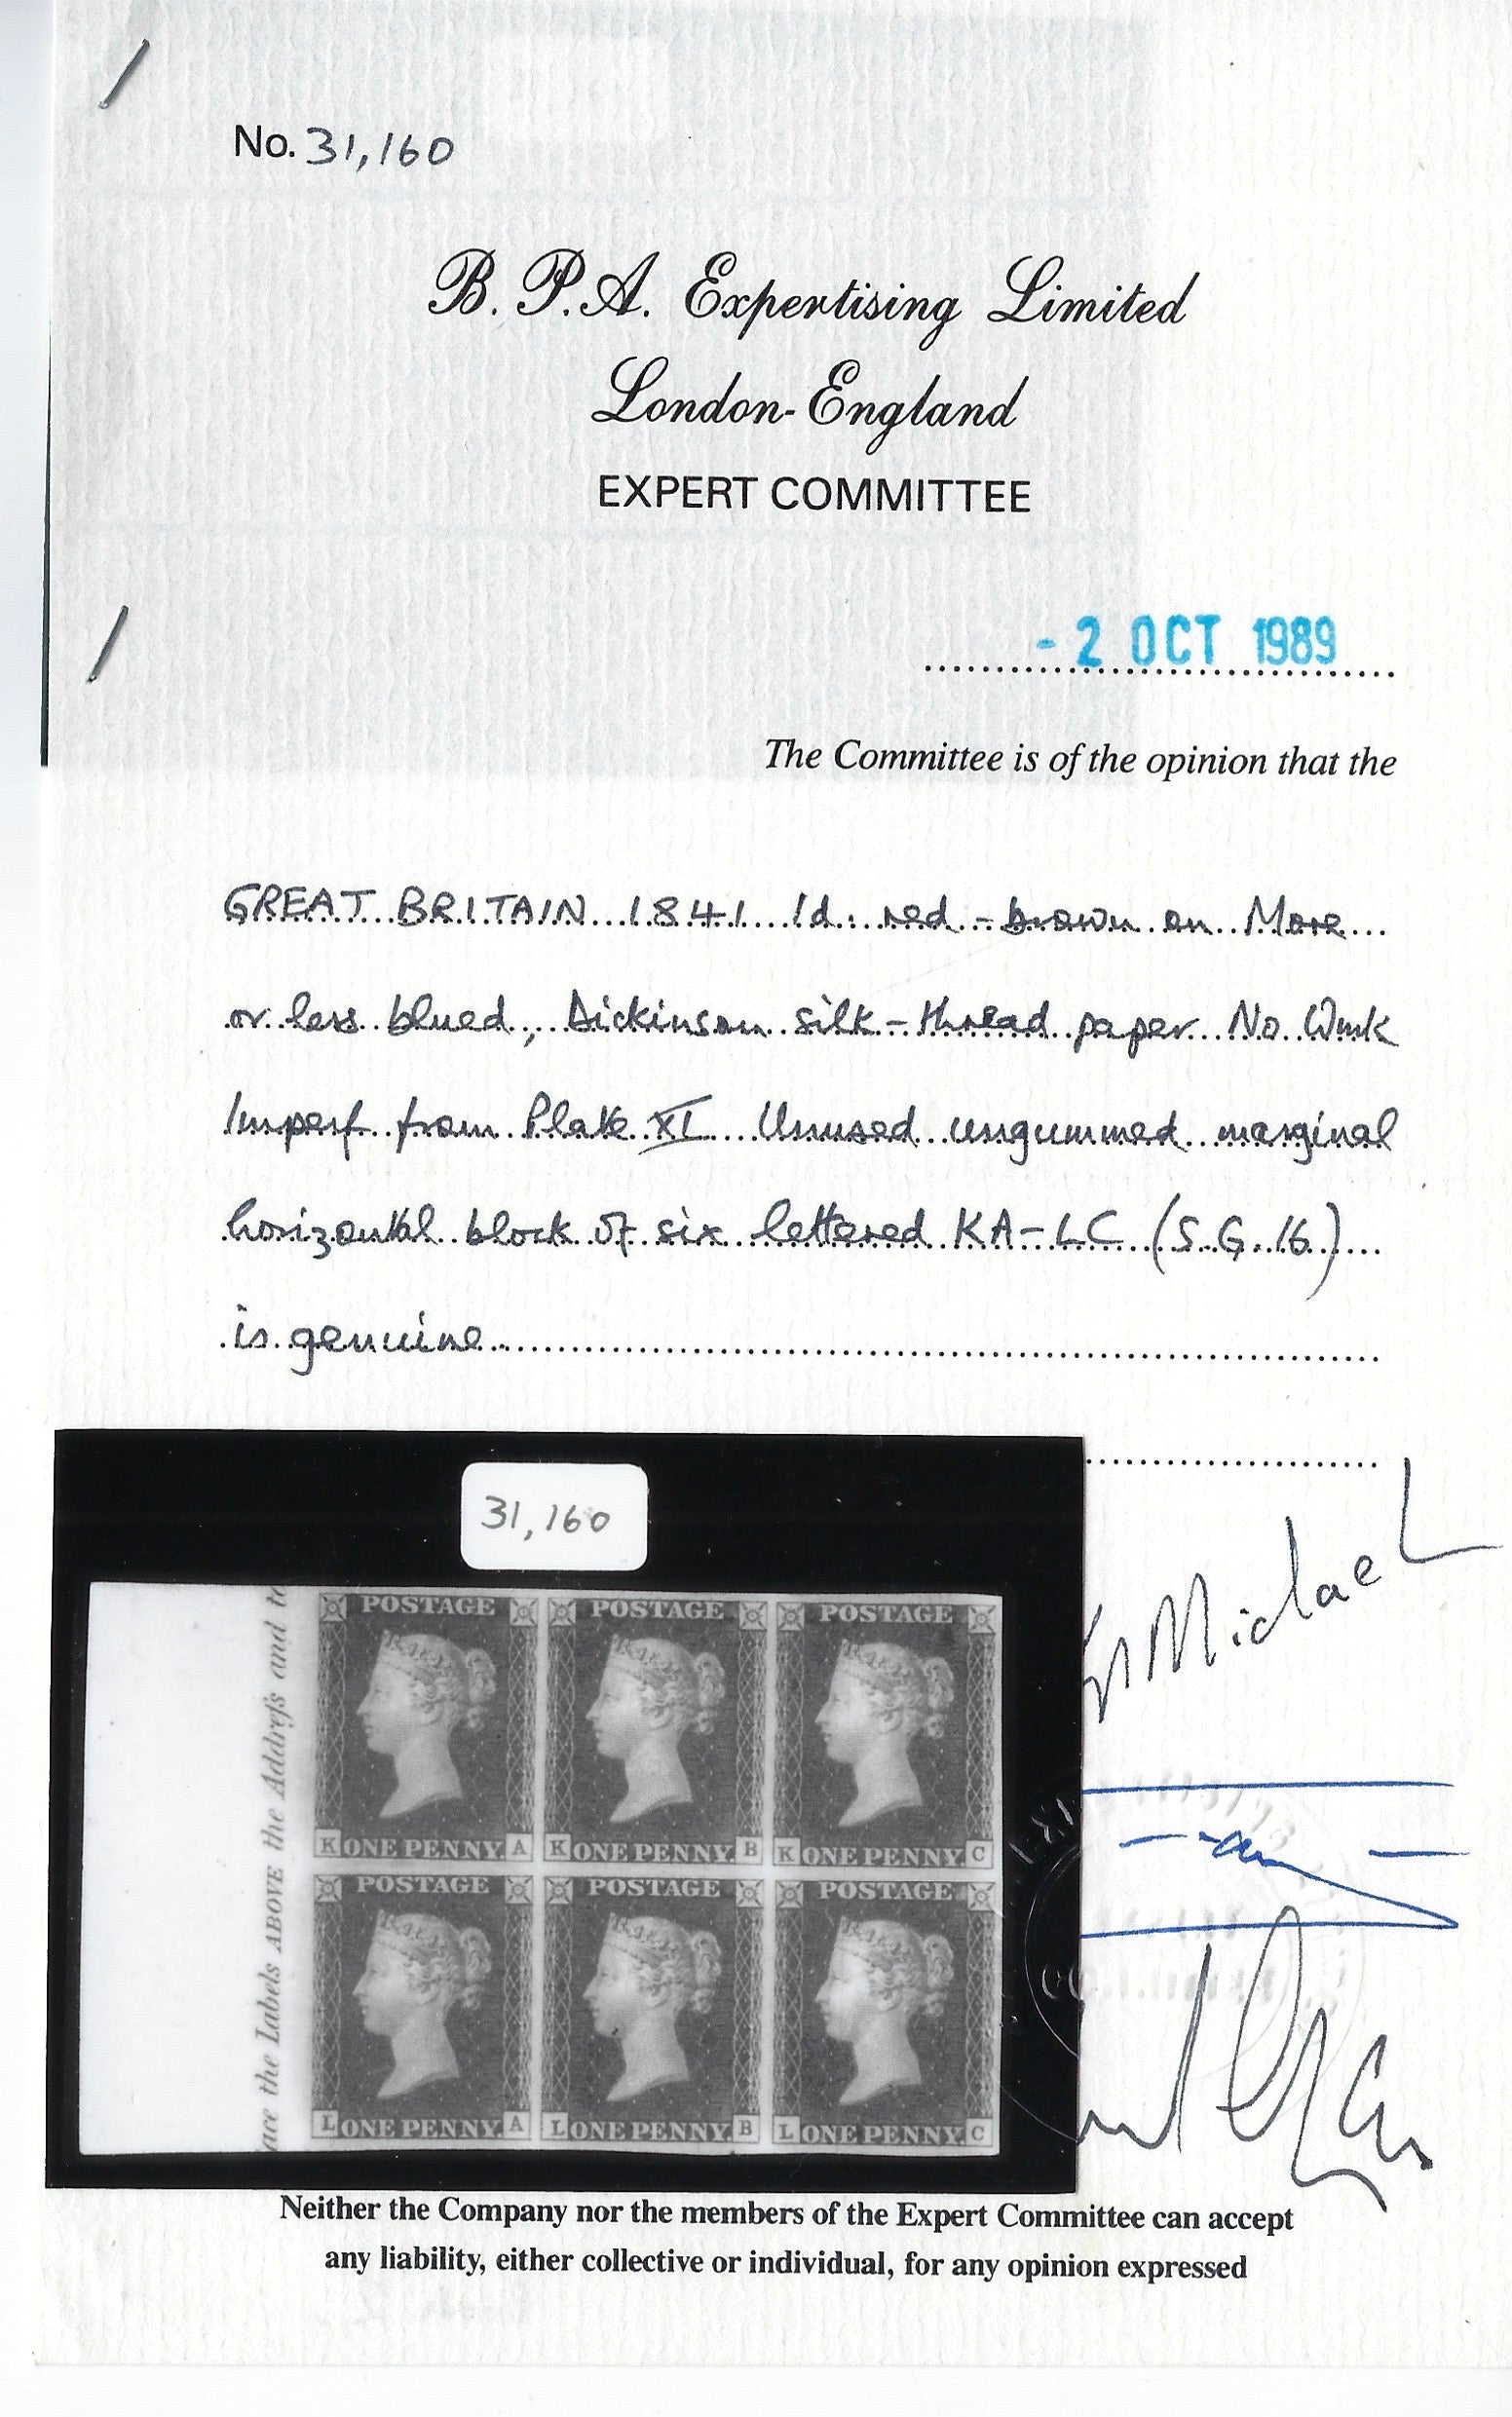 No. 31,160
B. P. A. Expertising Limited
London-England
EXPERT COMMITTEE
- 2 OCT 1989
The Committee is of the opinion that the
GREAT BRITAIN 1841 1d. red-brown on More
or less blued, Dickinson silk-thread paper No Wmk
Imperf from Plate XI Unused ungummed marginal
horizontal block of six lettered KA-LC (S.G. 16)
is genuine
31,160
ace the Labels ABOVE the Addreſs and to
POSTAGE POSTAGE POSTAGE
K ONE PENNY. A K ONE PENNY. B K ONE PENNY. C
POSTAGE POSTAGE POSTAGE
L ONE PENNY. A L ONE PENNY. B L ONE PENNY. C
Michael
Neither the Company nor the members of the Expert Committee can accept
any liability, either collective or individual, for any opinion expressed